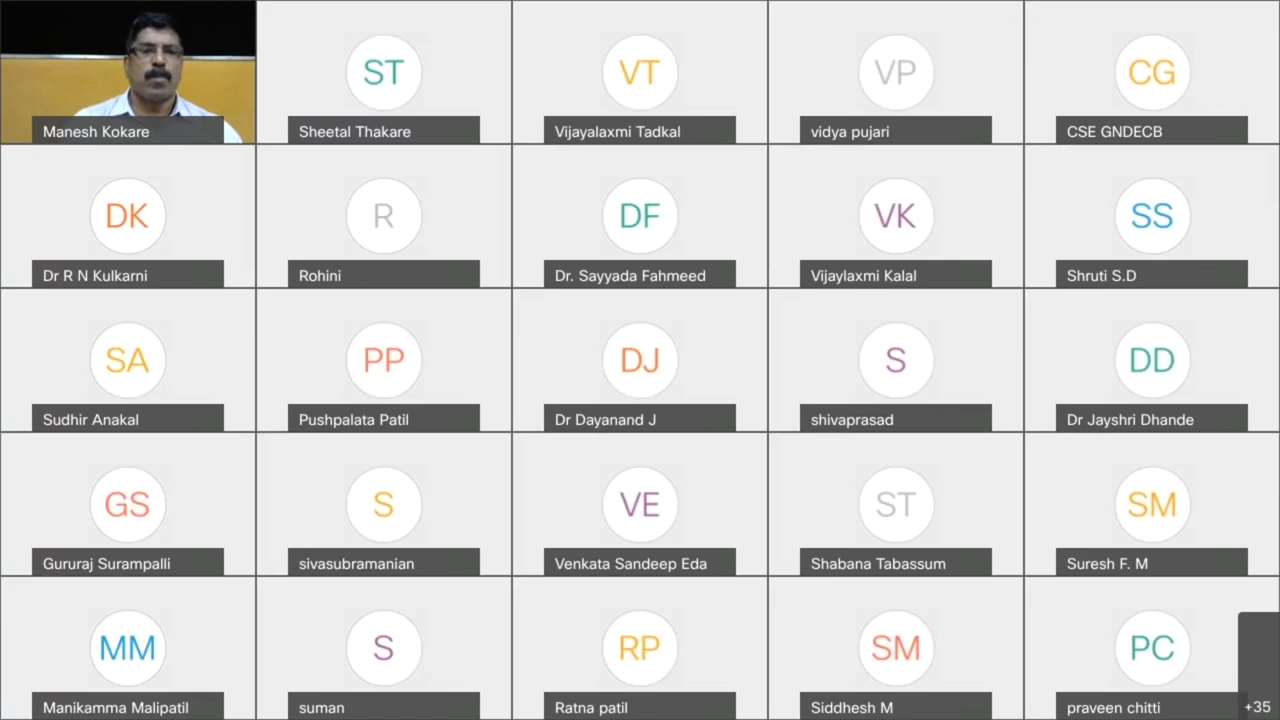 Manesh Kokare
ST
Sheetal Thakare
VT
Vijayalaxmi Tadkal
VP
vidya pujari
CG
CSE GNDECB
DK
Dr R N Kulkarni
R
Rohini
DF
Dr. Sayyada Fahmeed
VK
Vijaylaxmi Kalal
SS
Shruti S.D
SA
Sudhir Anakal
PP
Pushpalata Patil
DJ
Dr Dayanand J
S
shivaprasad
DD
Dr Jayshri Dhande
GS
Gururaj Surampalli
S
sivasubramanian
VE
Venkata Sandeep Eda
ST
Shabana Tabassum
SM
Suresh F. M
MM
Manikamma Malipatil
S
suman
RP
Ratna patil
SM
Siddhesh M
PC
praveen chitti
+35